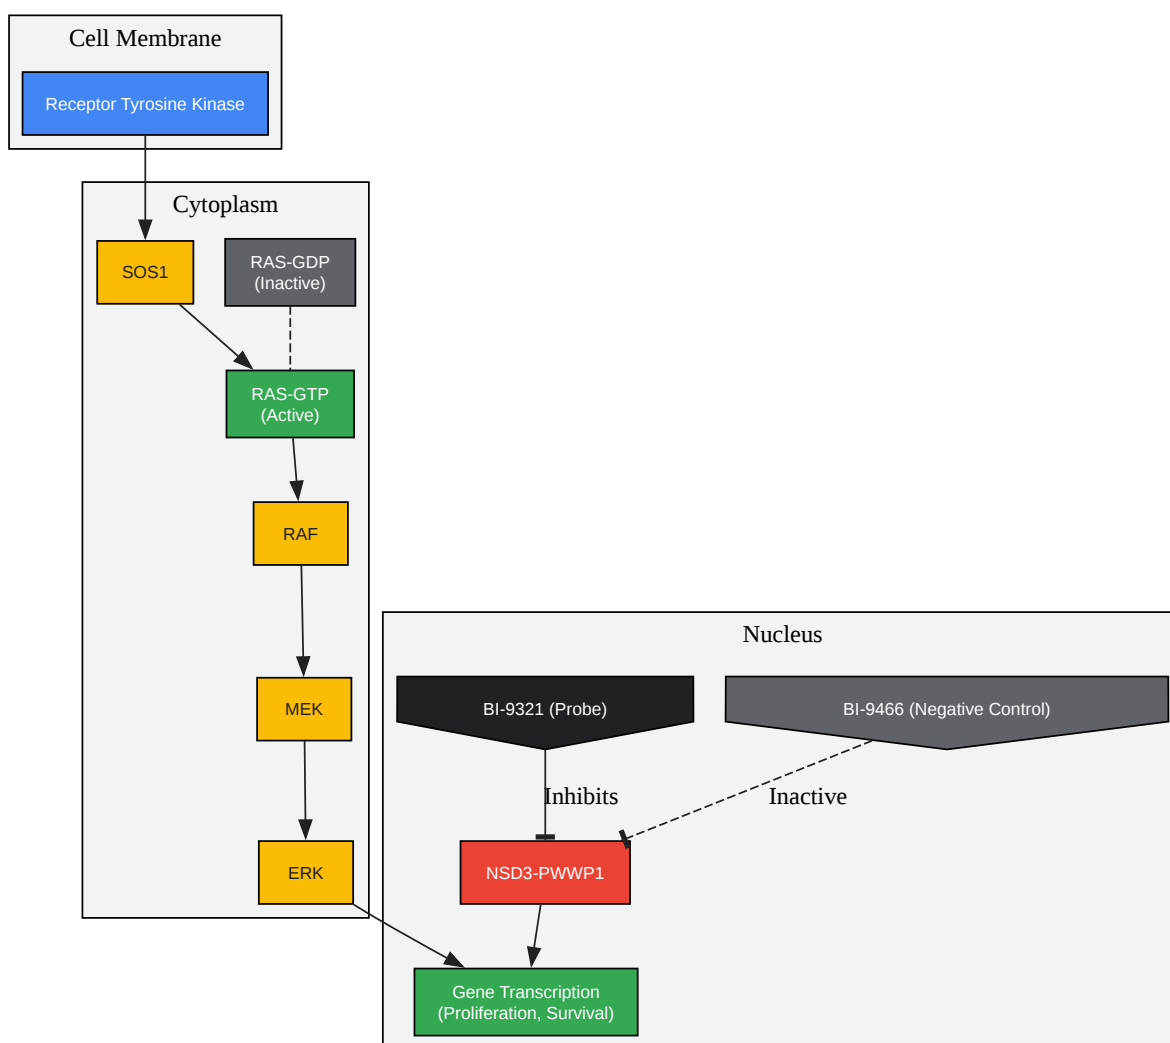 Cell Membrane
Receptor Tyrosine Kinase
Cytoplasm
SOS1
RAS-GDP
(Inactive)
RAS-GTP
(Active)
RAF
MEK
ERK
Nucleus
BI-9321 (Probe)
BI-9466 (Negative Control)
Inhibits
Inactive
NSD3-PWWP1
Gene Transcription
(Proliferation, Survival)